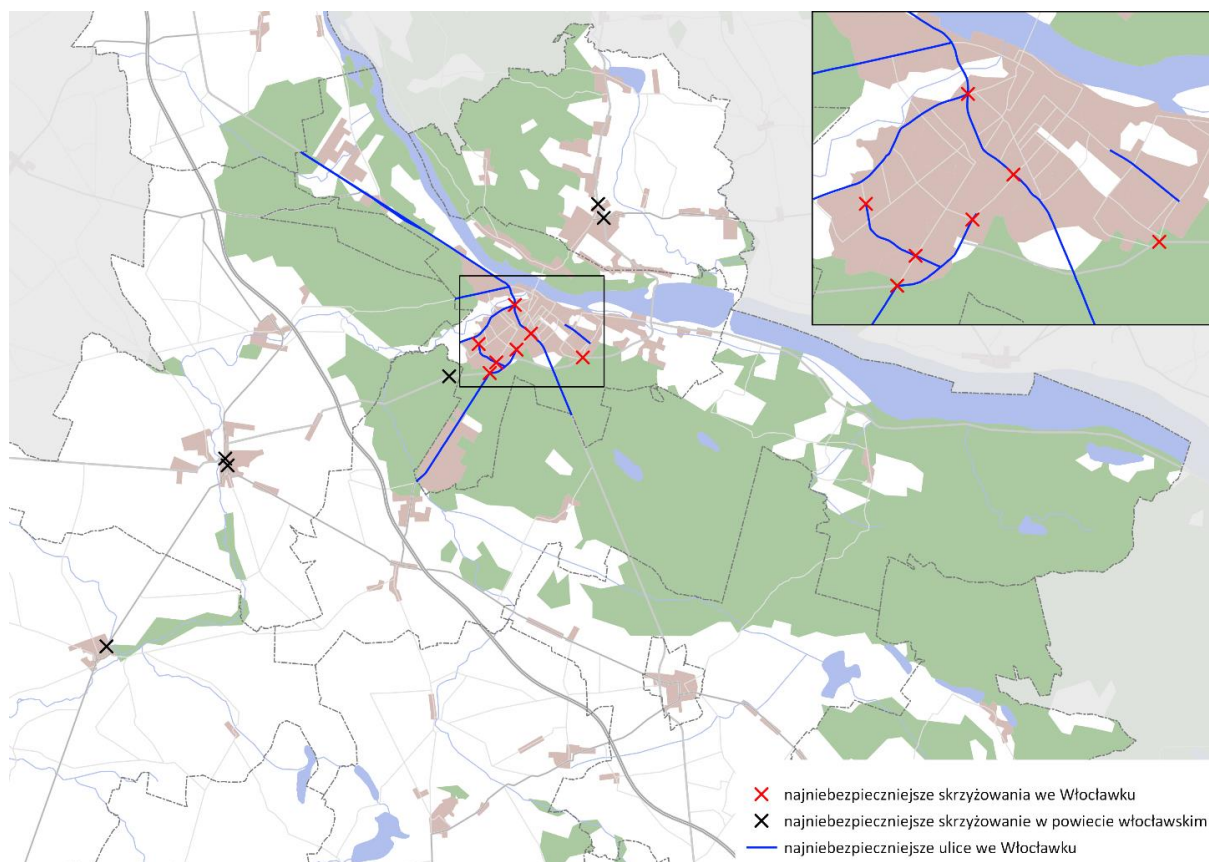 najniebezpieczniejsze skrzyżowania we Włocławku
najniebezpieczniejsze skrzyżowanie w powiecie włocławskim
najniebezpieczniejsze ulice we Włocławku